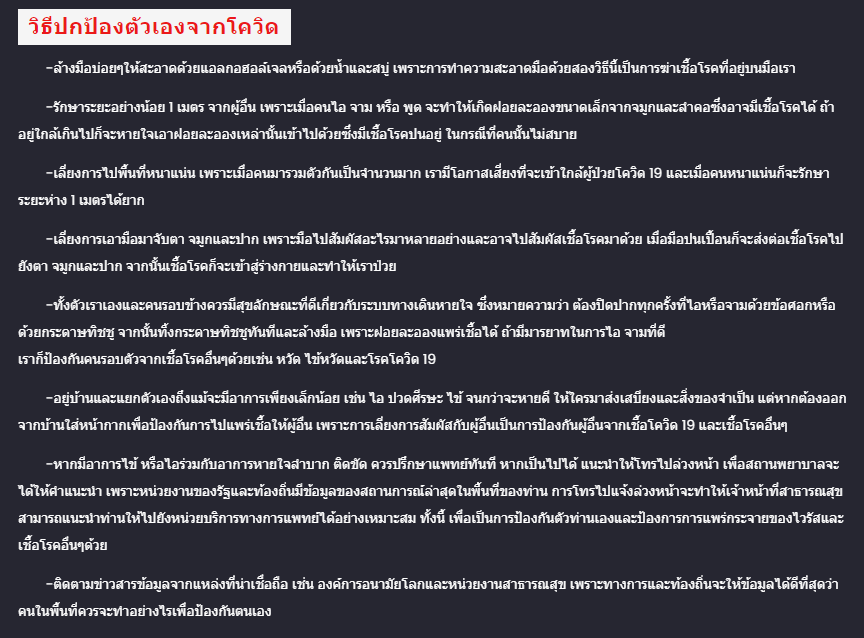 วิธีปกป้องตัวเองจากโควิด
-ล้างมือบ่อยๆให้สะอาดด้วยแอลกอฮอล์เจลหรือด้วยน้ำและสบู่ เพราะการทำความสะอาดมือด้วยสองวิธีนี้เป็นการฆ่าเชื้อโรคที่อยู่บนมือเรา
-รักษาระยะอย่างน้อย 1 เมตร จากผู้อื่น เพราะเมื่อคนไอ จาม หรือ พูด จะทำให้เกิดฝอยละอองขนาดเล็กจากจมูกและลำคอซึ่งอาจมีเชื้อโรคได้ ถ้า
อยู่ใกล้เกินไปก็จะหายใจเอาฝอยละอองเหล่านั้นเข้าไปด้วยซึ่งมีเชื้อโรคปนอยู่ ในกรณีที่คนนั้นไม่สบาย
-เลี่ยงการไปพื้นที่หนาแน่น เพราะเมื่อคนมารวมตัวกันเป็นจำนวนมาก เรามีโอกาสเสี่ยงที่จะเข้าใกล้ผู้ป่วยโควิด 19 และเมื่อคนหนาแน่นก็จะรักษา
ระยะห่าง 1 เมตรได้ยาก
-เลี่ยงการเอามือมาจับตา จมูกและปาก เพราะมือไปสัมผัสอะไรมาหลายอย่างและอาจไปสัมผัสเชื้อโรคมาด้วย เมื่อมือปนเปื้อนก็จะส่งต่อเชื้อโรคไป
ยังตา จมูกและปาก จากนั้นเชื้อโรคก็จะเข้าสู่ร่างกายและทำให้เราป่วย
-ทั้งตัวเราเองและคนรอบข้างควรมีสุขลักษณะที่ดีเกี่ยวกับระบบทางเดินหายใจ ซึ่งหมายความว่า ต้องปิดปากทุกครั้งที่ไอหรือจามด้วยข้อศอกหรือ
ด้วยกระดาษทิชชู จากนั้นทิ้งกระดาษทิชชูทันทีและล้างมือ เพราะฝอยละอองแพร่เชื้อได้ ถ้ามีมารยาทในการไอ จามที่ดี
เราก็ป้องกันคนรอบตัวจากเชื้อโรคอื่นๆด้วยเช่น หวัด ไข้หวัดและโรคโควิด 19
-อยู่บ้านและแยกตัวเองถึงแม้จะมีอาการเพียงเล็กน้อย เช่น ไอ ปวดศีรษะ ไข้ จนกว่าจะหายดี ให้ใครมาส่งเสบียงและสิ่งของจำเป็น แต่หากต้องออก
จากบ้านใส่หน้ากากเพื่อป้องกันการไปแพร่เชื้อให้ผู้อื่น เพราะการเลี่ยงการสัมผัสกับผู้อื่นเป็นการป้องกันผู้อื่นจากเชื้อโควิด 19 และเชื้อโรคอื่นๆ
-หากมีอาการไข้ หรือไอร่วมกับอาการหายใจลำบาก ติดขัด ควรปรึกษาแพทย์ทันที หากเป็นไปได้ แนะนำให้โทรไปล่วงหน้า เพื่อสถานพยาบาลจะ
ได้ให้คำแนะนำ เพราะหน่วยงานของรัฐและท้องถิ่นมีข้อมูลของสถานการณ์ล่าสุดในพื้นที่ของท่าน การโทรไปแจ้งล่วงหน้าจะทำให้เจ้าหน้าที่สาธารณสุข
สามารถแนะนำท่านให้ไปยังหน่วยบริการทางการแพทย์ได้อย่างเหมาะสม ทั้งนี้ เพื่อเป็นการป้องกันตัวท่านเองและป้องการการแพร่กระจายของไวรัสและ
เชื้อโรคอื่นๆด้วย
-ติดตามข่าวสารข้อมูลจากแหล่งที่น่าเชื่อถือ เช่น องค์การอนามัยโลกและหน่วยงานสาธารณสุข เพราะทางการและท้องถิ่นจะให้ข้อมูลได้ดีที่สุดว่า
คนในพื้นที่ควรจะทำอย่างไรเพื่อป้องกันตนเอง